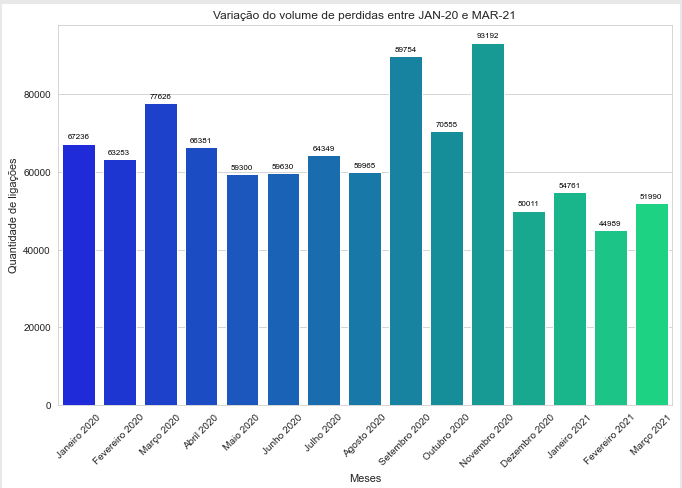 Variação do volume de perdidas entre JAN-20 e MAR-21
Quantidade de ligações
80000
60000
40000
20000
0
67236
63253
77626
66351
59300
59630
64349
59965
89754
70555
93192
50011
54761
44989
51990
Janeiro 2020
Fevereiro 2020
Março 2020
Abril 2020
Maio 2020
Junho 2020
Julho 2020
Agosto 2020
Setembro 2020
Outubro 2020
Novembro 2020
Dezembro 2020
Janeiro 2021
Fevereiro 2021
Março 2021
Meses